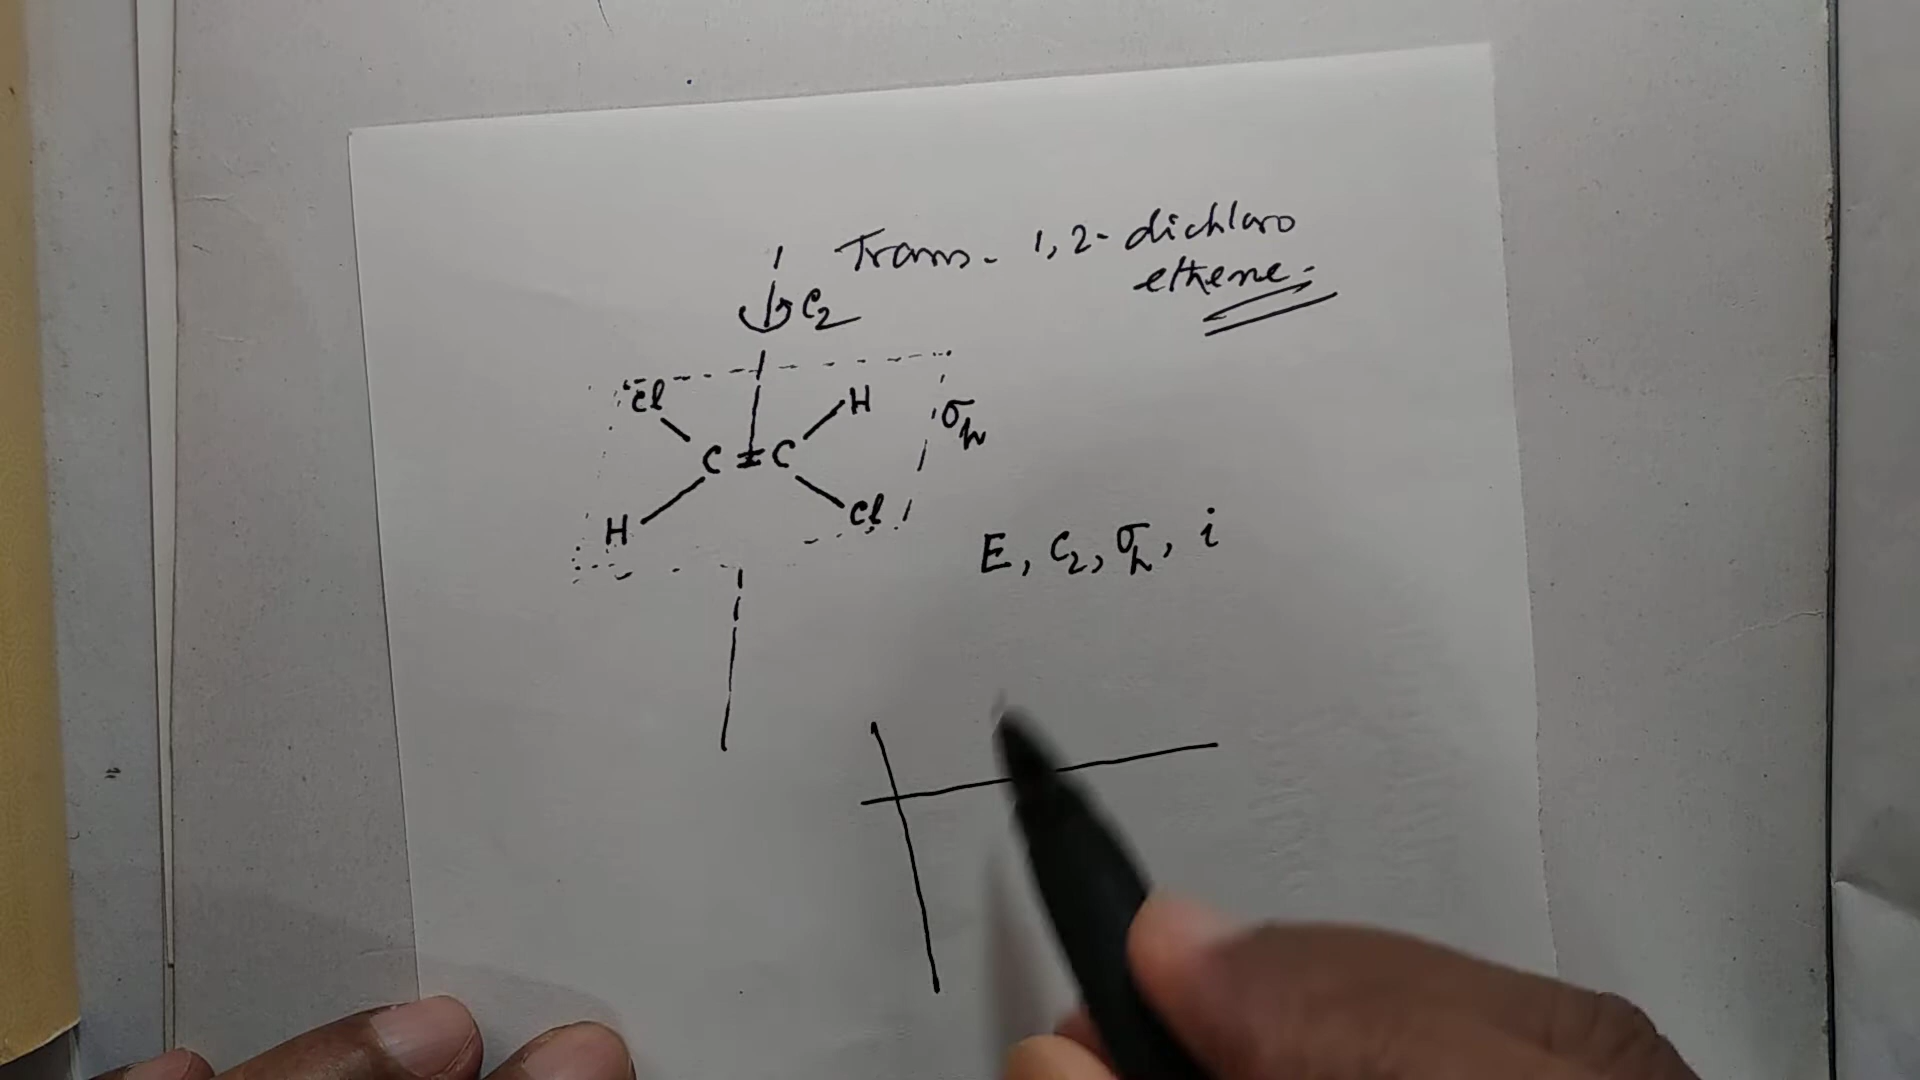 Trans- 1,2-dichloro
ethene
C₂
Cl
H
σₕ
C = C
H
Cl
E, C₂, σₕ, i